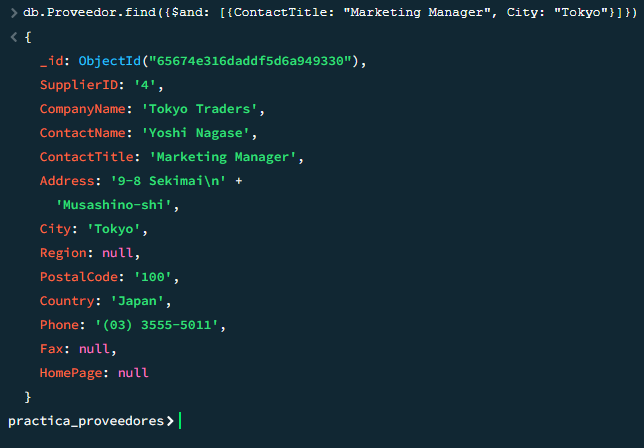 > db.Proveedor.find({$and: [{ContactTitle: "Marketing Manager", City: "Tokyo"}]})
< {
_id: ObjectId("65674e316daddf5d6a949330"),
SupplierID: '4',
CompanyName: 'Tokyo Traders',
ContactName: 'Yoshi Nagase',
ContactTitle: 'Marketing Manager',
Address: '9-8 Sekimai\n' +
'Musashino-shi',
City: 'Tokyo',
Region: null,
PostalCode: '100',
Country: 'Japan',
Phone: '(03) 3555-5011',
Fax: null,
HomePage: null
}
practica_proveedores>